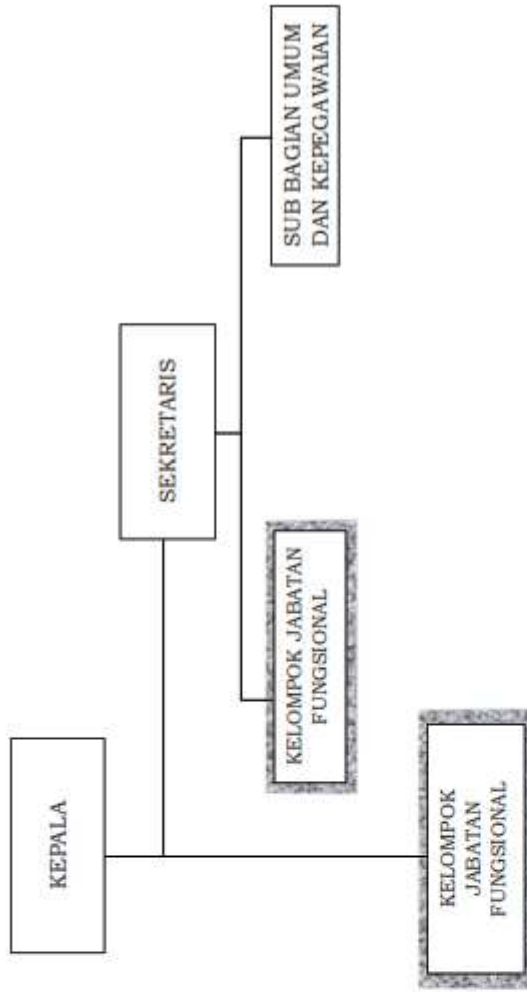 KEPALA
SEKRETARIS
KELOMPOK JABATAN
FUNGSIONAL
SUB BAGIAN UMUM
DAN KEPEGAWAIAN
KELOMPOK
JABATAN
FUNGSIONAL